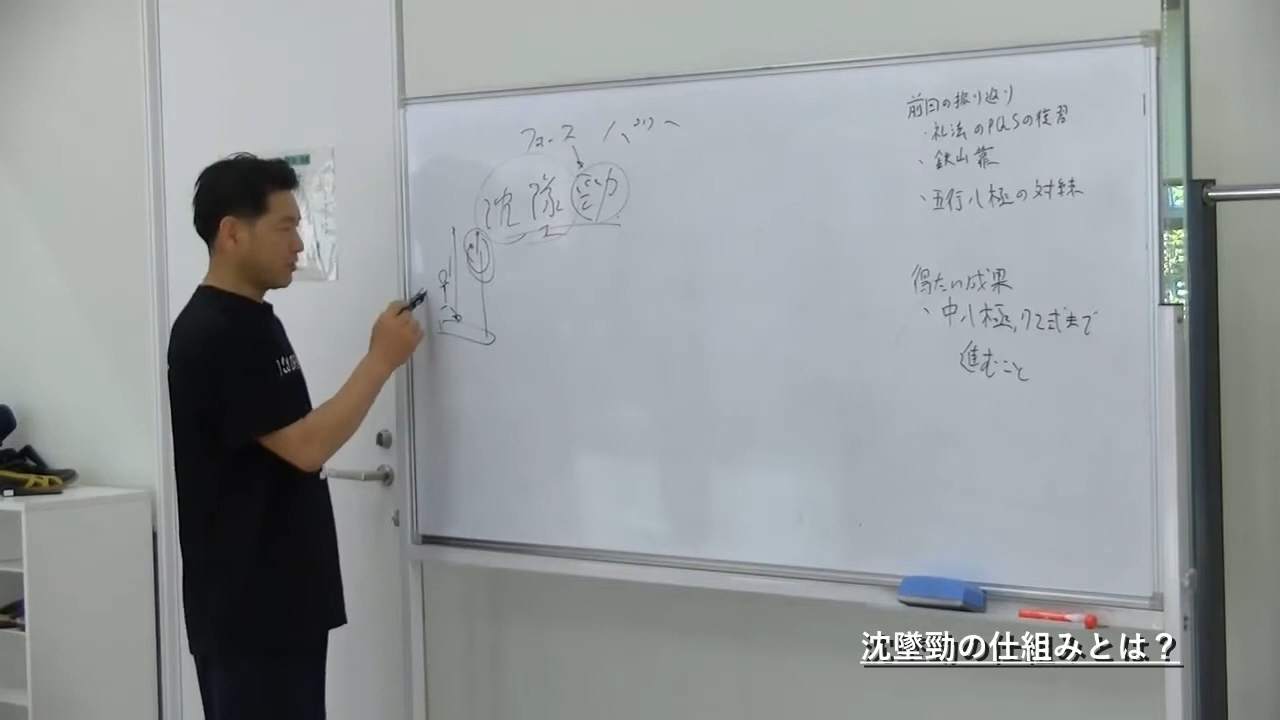 フォース パワー
沈墜勁
前回の振り返り
・礼法のPQSの復習
・鉄山靠
・五行八極の対練
得たい成果
・中八極,72式まで
進むこと
沈墜勁の仕組みとは？